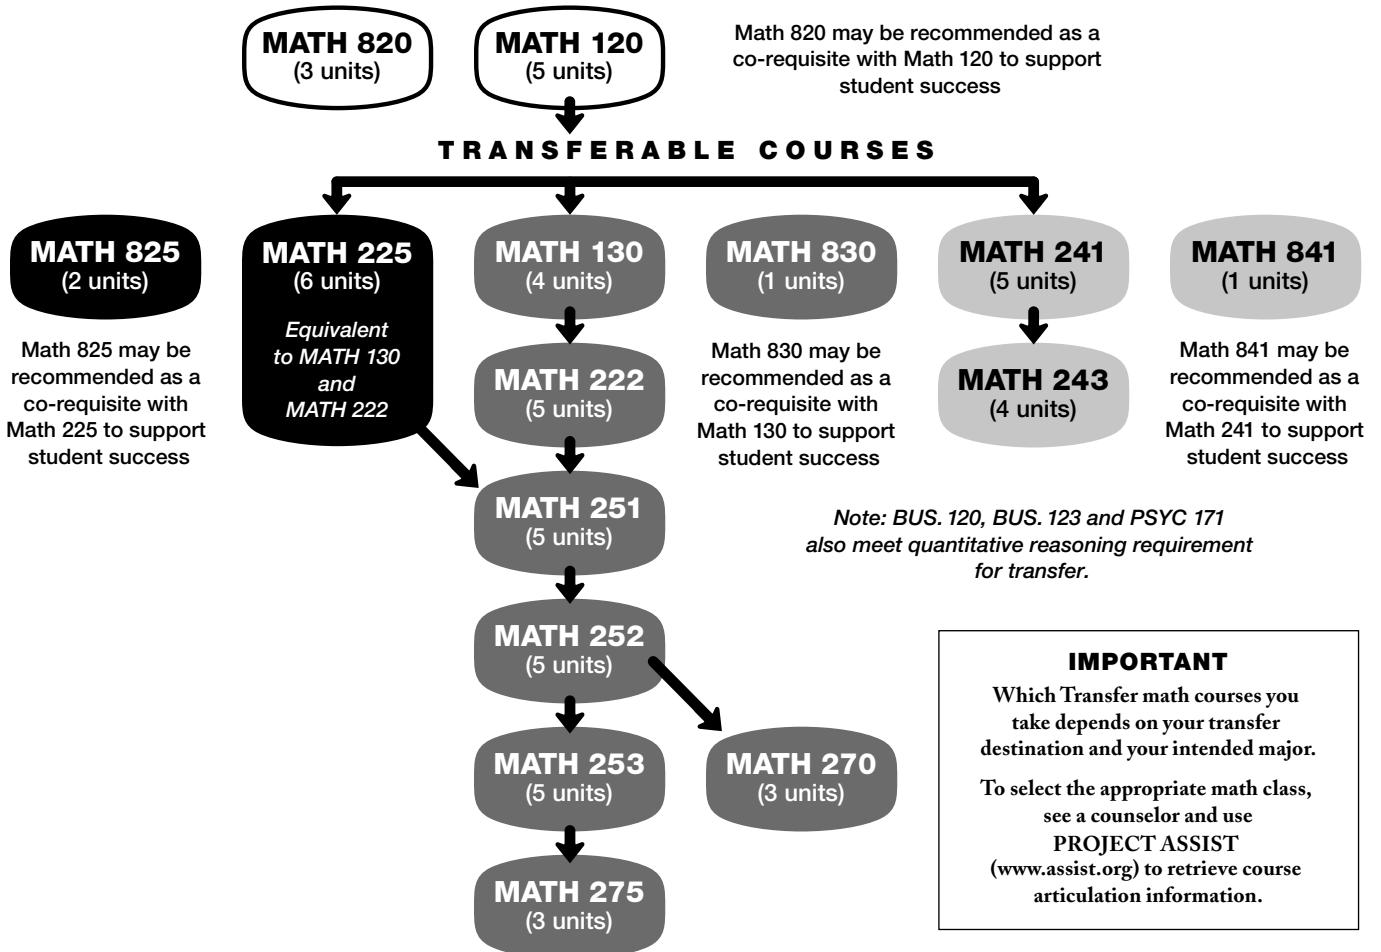 MATH 820
(3 units)
MATH 120
(5 units)
Math 820 may be recommended as a
co-requisite with Math 120 to support
student success
TRANSFERABLE COURSES
MATH 825
(2 units)
Math 825 may be
recommended as a
co-requisite with
Math 225 to support
student success
MATH 225
(6 units)
Equivalent
to MATH 130
and
MATH 222
MATH 130
(4 units)
MATH 222
(5 units)
MATH 830
(1 units)
Math 830 may be
recommended as a
co-requisite with
Math 130 to support
student success
MATH 241
(5 units)
MATH 243
(4 units)
MATH 841
(1 units)
Math 841 may be
recommended as a
co-requisite with
Math 241 to support
student success
MATH 251
(5 units)
Note: BUS. 120, BUS. 123 and PSYC 171
also meet quantitative reasoning requirement
for transfer.
MATH 252
(5 units)
MATH 253
(5 units)
MATH 270
(3 units)
MATH 275
(3 units)
IMPORTANT
Which Transfer math courses you
take depends on your transfer
destination and your intended major.
To select the appropriate math class,
see a counselor and use
PROJECT ASSIST
(www.assist.org) to retrieve course
articulation information.